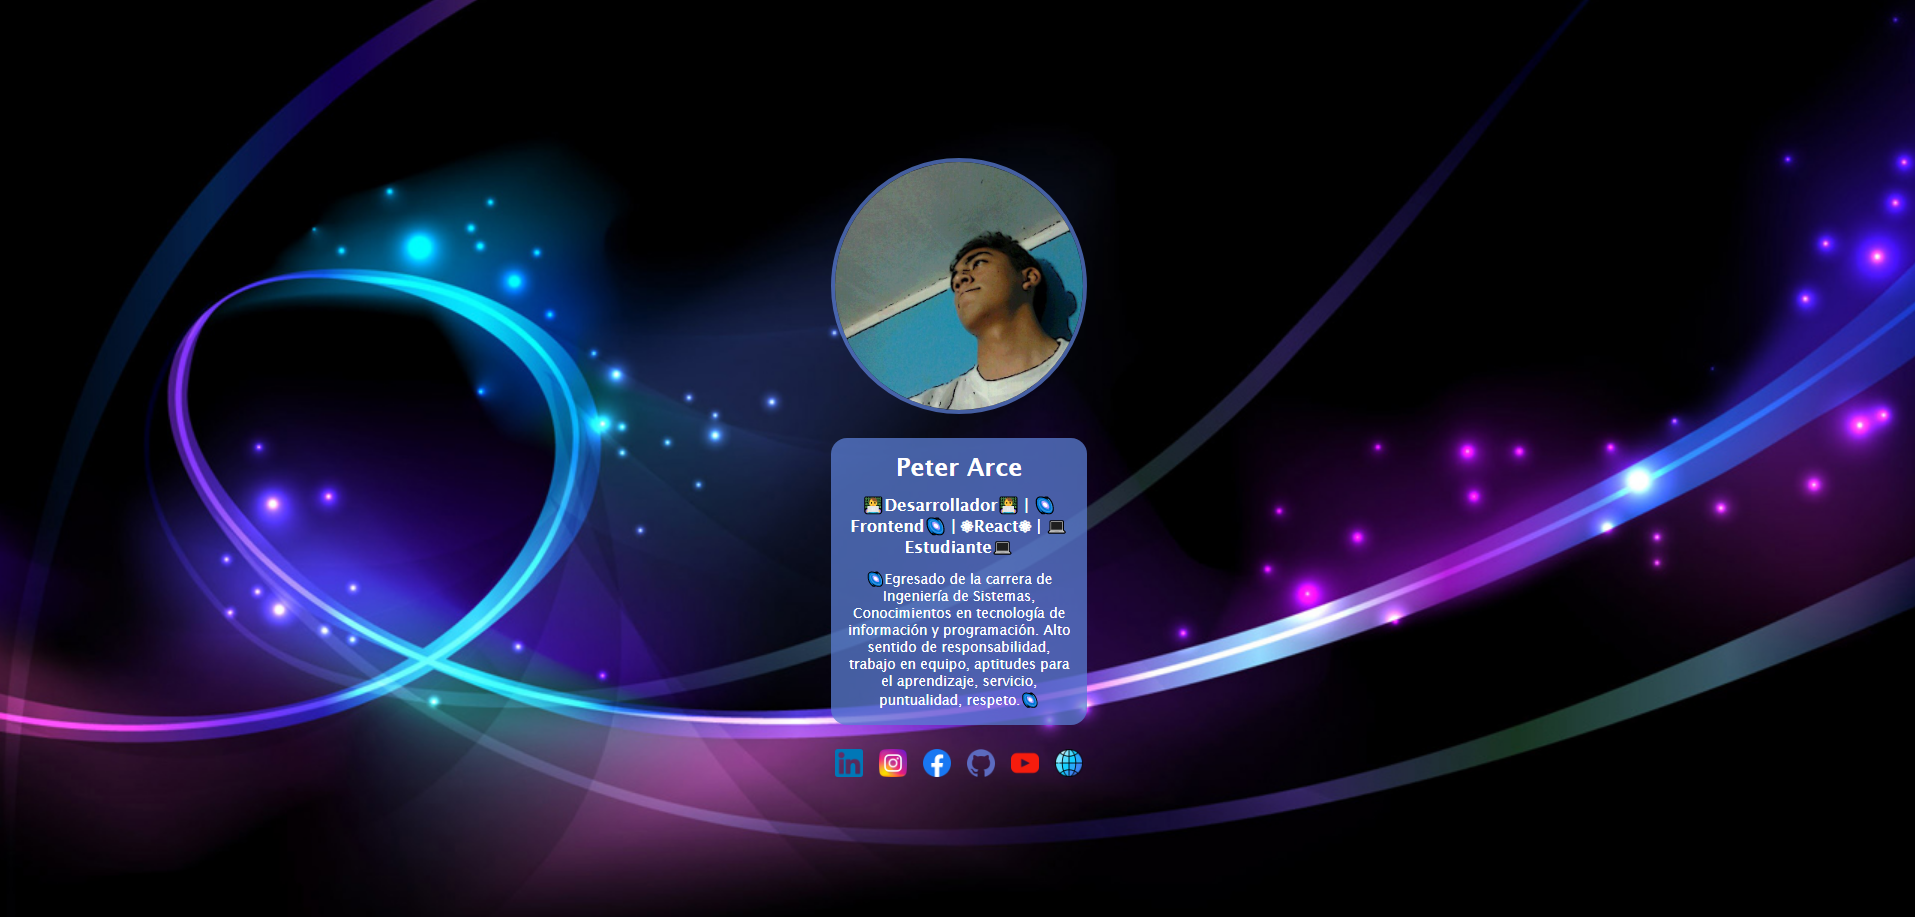 Peter Arce
👨‍💻Desarrollador👨‍💻 | 🌌
Frontend🌌 | ⚛React⚛ | 💻
Estudiante💻
🌌Egresado de la carrera de
Ingeniería de Sistemas,
Conocimientos en tecnología de
información y programación. Alto
sentido de responsabilidad,
trabajo en equipo, aptitudes para
el aprendizaje, servicio,
puntualidad, respeto.🌌
in